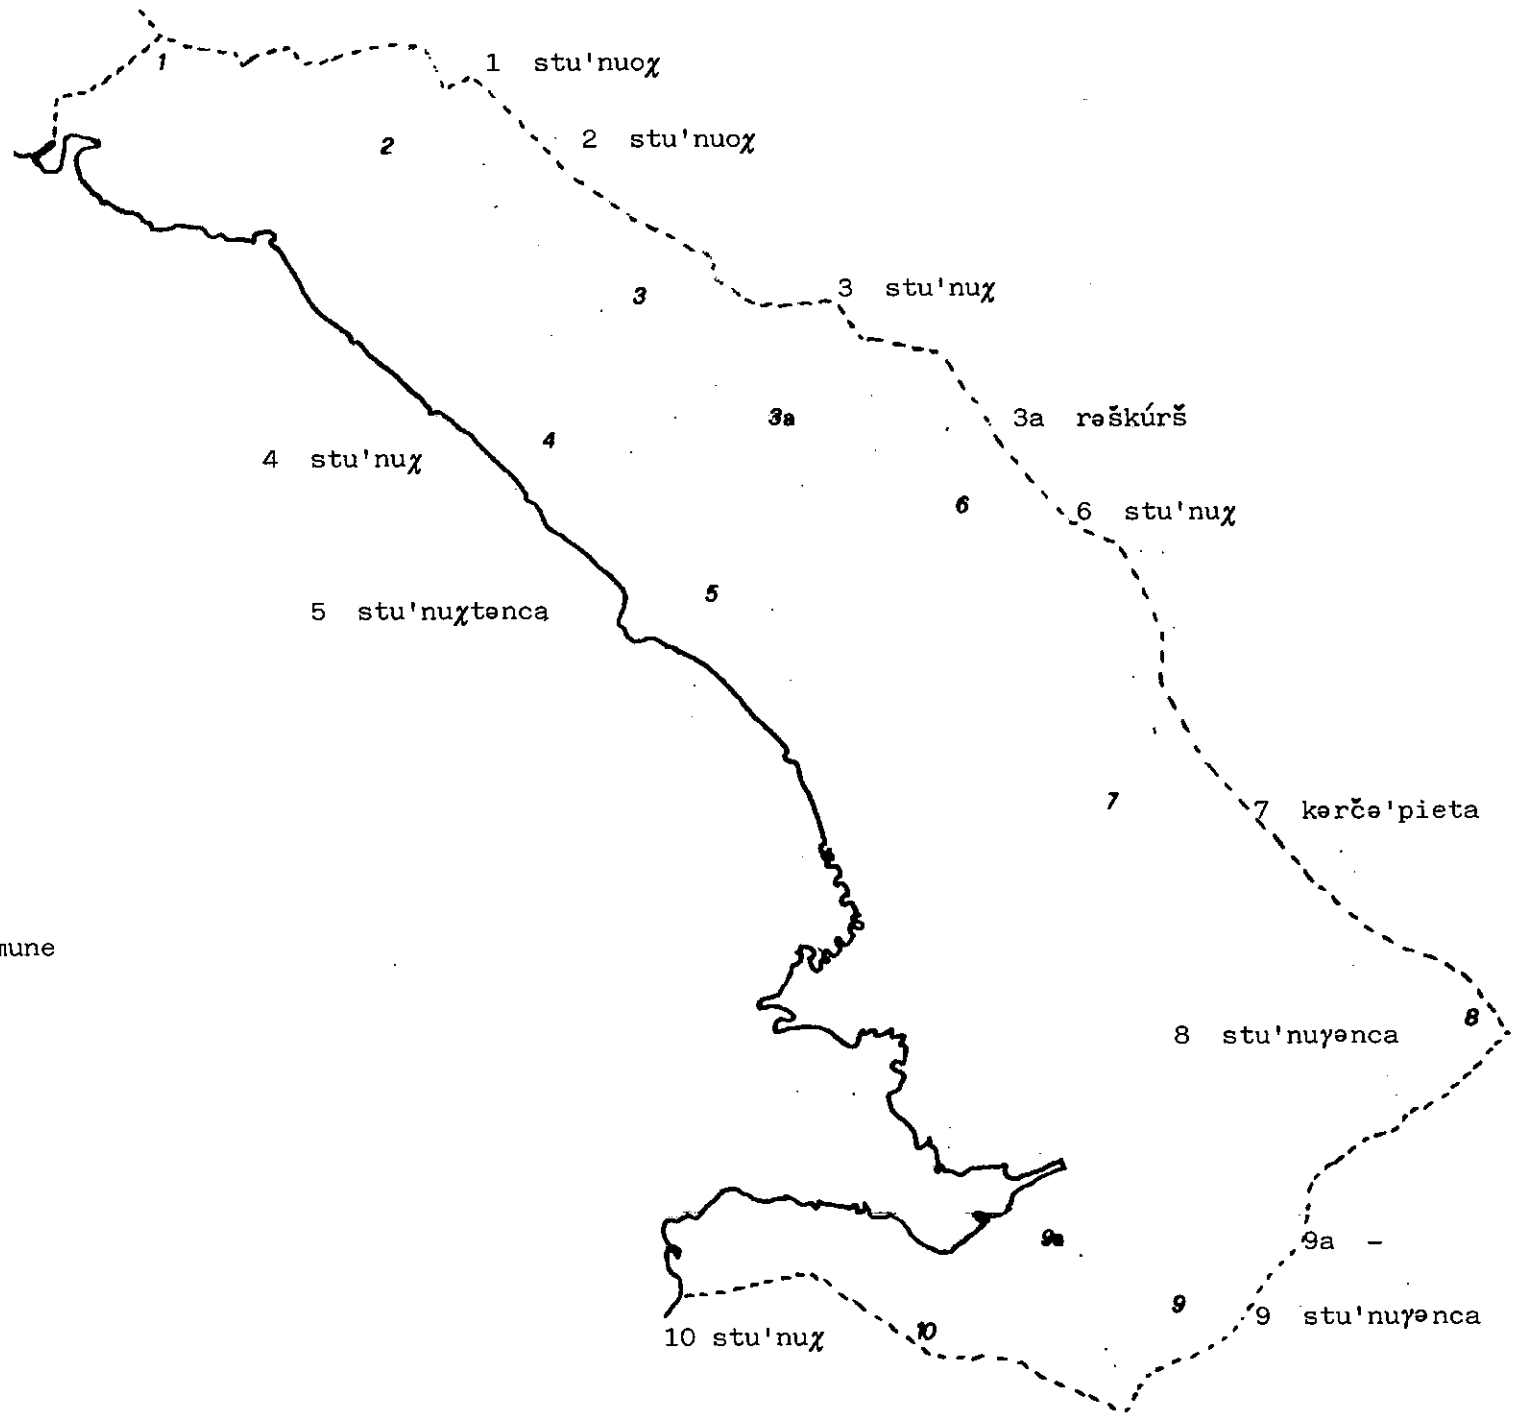 1
1 stu'nuoχ
2
2 stu'nuoχ
3
3 stu'nuχ
3a
3a rəškúrš
4
4 stu'nuχ
6
6 stu'nuχ
5
5 stu'nuχtənca
7
7 kərčə'pieta
mune
8
8 stu'nuγənca
9a
9a –
9
9 stu'nuγənca
10
10 stu'nuχ